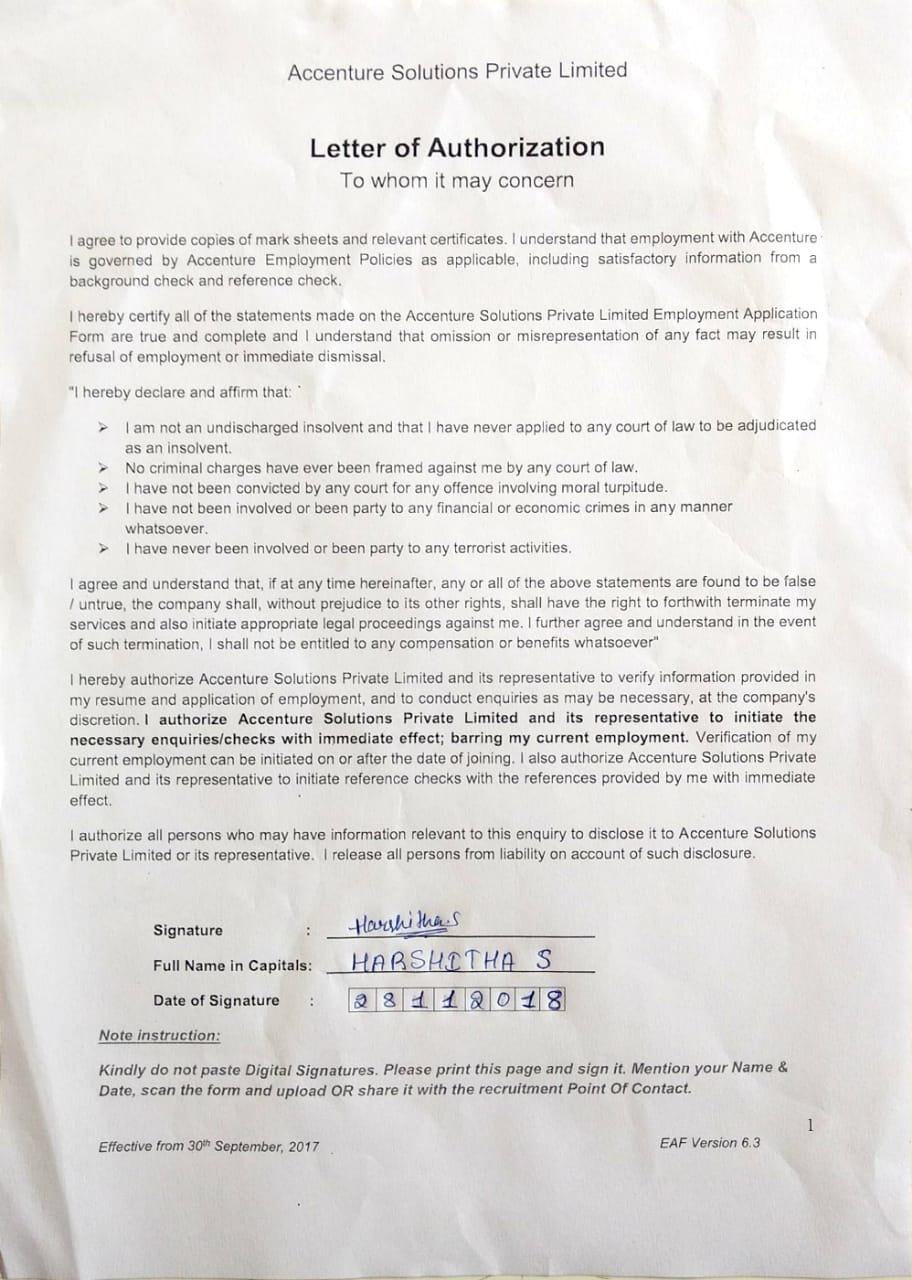 Accenture Solutions Private Limited
Letter of Authorization
To whom it may concern
I agree to provide copies of mark sheets and relevant certificates. I understand that employment with Accenture
is governed by Accenture Employment Policies as applicable, including satisfactory information from a
background check and reference check.
I hereby certify all of the statements made on the Accenture Solutions Private Limited Employment Application
Form are true and complete and I understand that omission or misrepresentation of any fact may result in
refusal of employment or immediate dismissal.
"I hereby declare and affirm that:
➢ I am not an undischarged insolvent and that I have never applied to any court of law to be adjudicated
as an insolvent.
➢ No criminal charges have ever been framed against me by any court of law.
➢ I have not been convicted by any court for any offence involving moral turpitude.
➢ I have not been involved or been party to any financial or economic crimes in any manner
whatsoever.
➢ I have never been involved or been party to any terrorist activities.
I agree and understand that, if at any time hereinafter, any or all of the above statements are found to be false
/ untrue, the company shall, without prejudice to its other rights, shall have the right to forthwith terminate my
services and also initiate appropriate legal proceedings against me. I further agree and understand in the event
of such termination, I shall not be entitled to any compensation or benefits whatsoever"
I hereby authorize Accenture Solutions Private Limited and its representative to verify information provided in
my resume and application of employment, and to conduct enquiries as may be necessary, at the company's
discretion. I authorize Accenture Solutions Private Limited and its representative to initiate the
necessary enquiries/checks with immediate effect; barring my current employment. Verification of my
current employment can be initiated on or after the date of joining. I also authorize Accenture Solutions Private
Limited and its representative to initiate reference checks with the references provided by me with immediate
effect.
I authorize all persons who may have information relevant to this enquiry to disclose it to Accenture Solutions
Private Limited or its representative. I release all persons from liability on account of such disclosure.
Signature : Harshitha.S
Full Name in Capitals: HARSHITHA S
Date of Signature : 28112018
Note instruction:
Kindly do not paste Digital Signatures. Please print this page and sign it. Mention your Name &
Date, scan the form and upload OR share it with the recruitment Point Of Contact.
1
Effective from 30th September, 2017 EAF Version 6.3